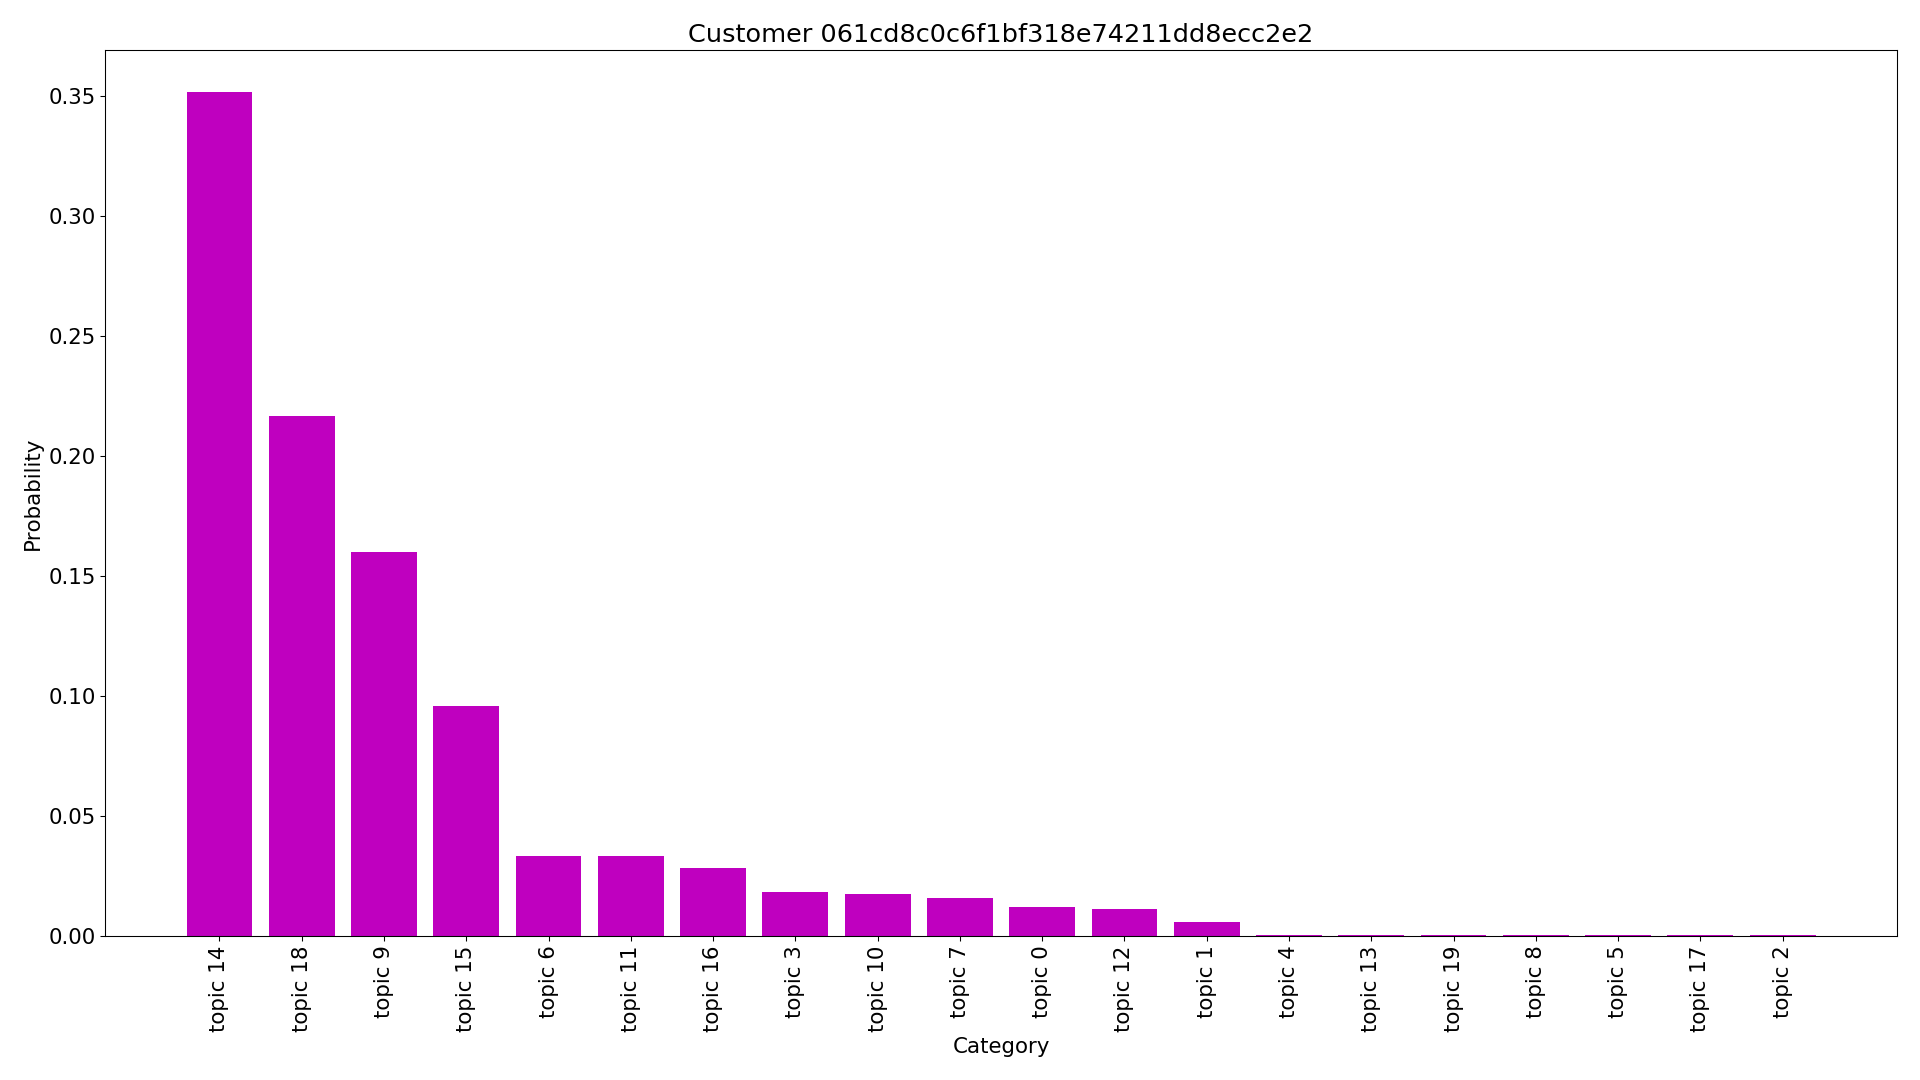 Customer 061cd8c0c6f1bf318e74211dd8ecc2e2
Probability
0.35
0.30
0.25
0.20
0.15
0.10
0.05
0.00
topic 14
topic 18
topic 9
topic 15
topic 6
topic 11
topic 16
topic 3
topic 10
topic 7
topic 0
topic 12
topic 1
topic 4
topic 13
topic 19
topic 8
topic 5
topic 17
topic 2
Category